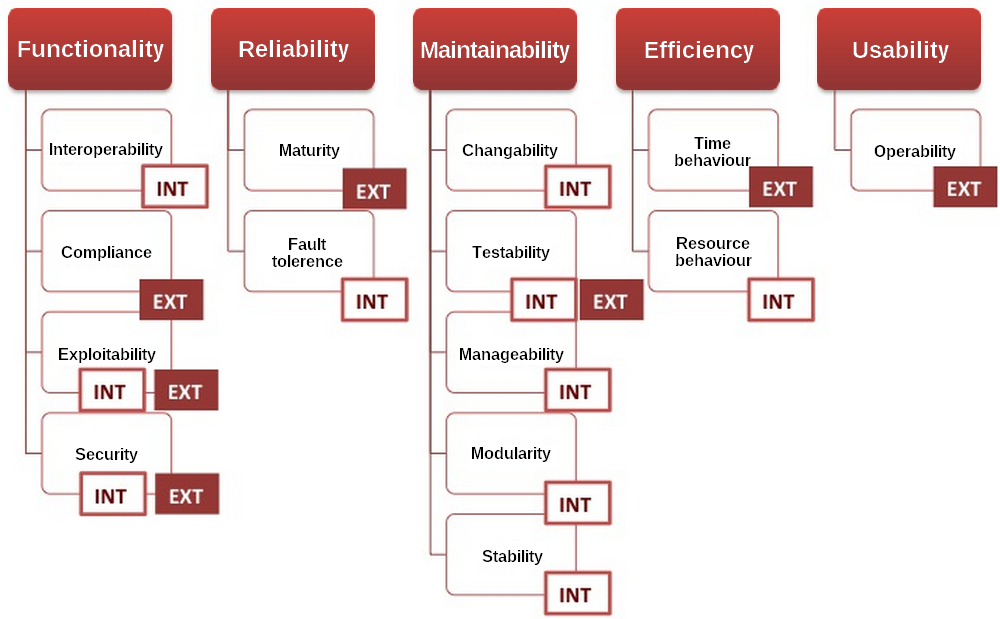 Functionality
Interoperability
INT
Compliance
EXT
Exploitability
INT EXT
Security
INT EXT
Reliability
Maturity
EXT
Fault
tolerence
INT
Maintainability
Changability
INT
Testability
INT EXT
Manageability
INT
Modularity
INT
Stability
INT
Efficiency
Time
behaviour
EXT
Resource
behaviour
INT
Usability
Operability
EXT